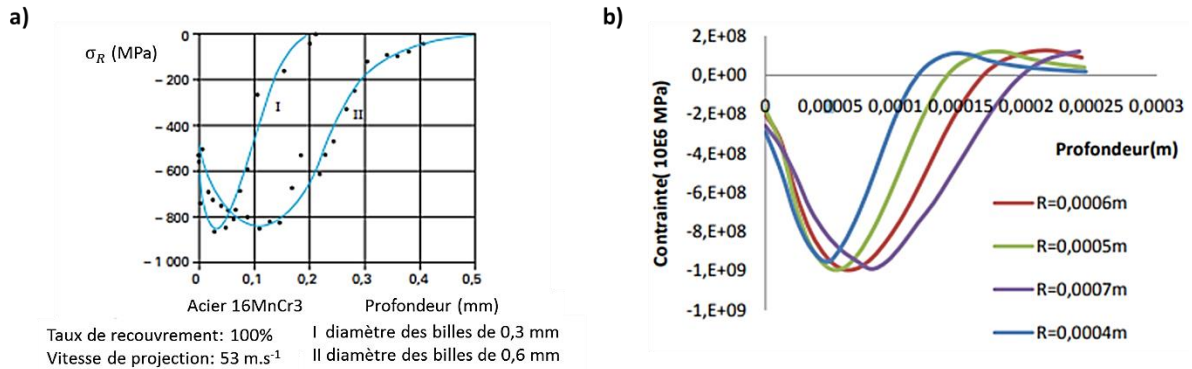 a)
σR (MPa)
0
− 200
− 400
− 600
− 800
− 1 000
I
II
0
0,1
0,2
0,3
0,4
0,5
Acier 16MnCr3
Profondeur (mm)
Taux de recouvrement: 100%
I diamètre des billes de 0,3 mm
Vitesse de projection: 53 m.s-1
II diamètre des billes de 0,6 mm
b)
Contrainte( 10E6 MPa)
2,E+08
0,E+00
-2,E+08
-4,E+08
-6,E+08
-8,E+08
-1,E+09
-1,E+09
0
0,00005
0,0001
0,00015
0,0002
0,00025
0,0003
Profondeur(m)
R=0,0006m
R=0,0005m
R=0,0007m
R=0,0004m